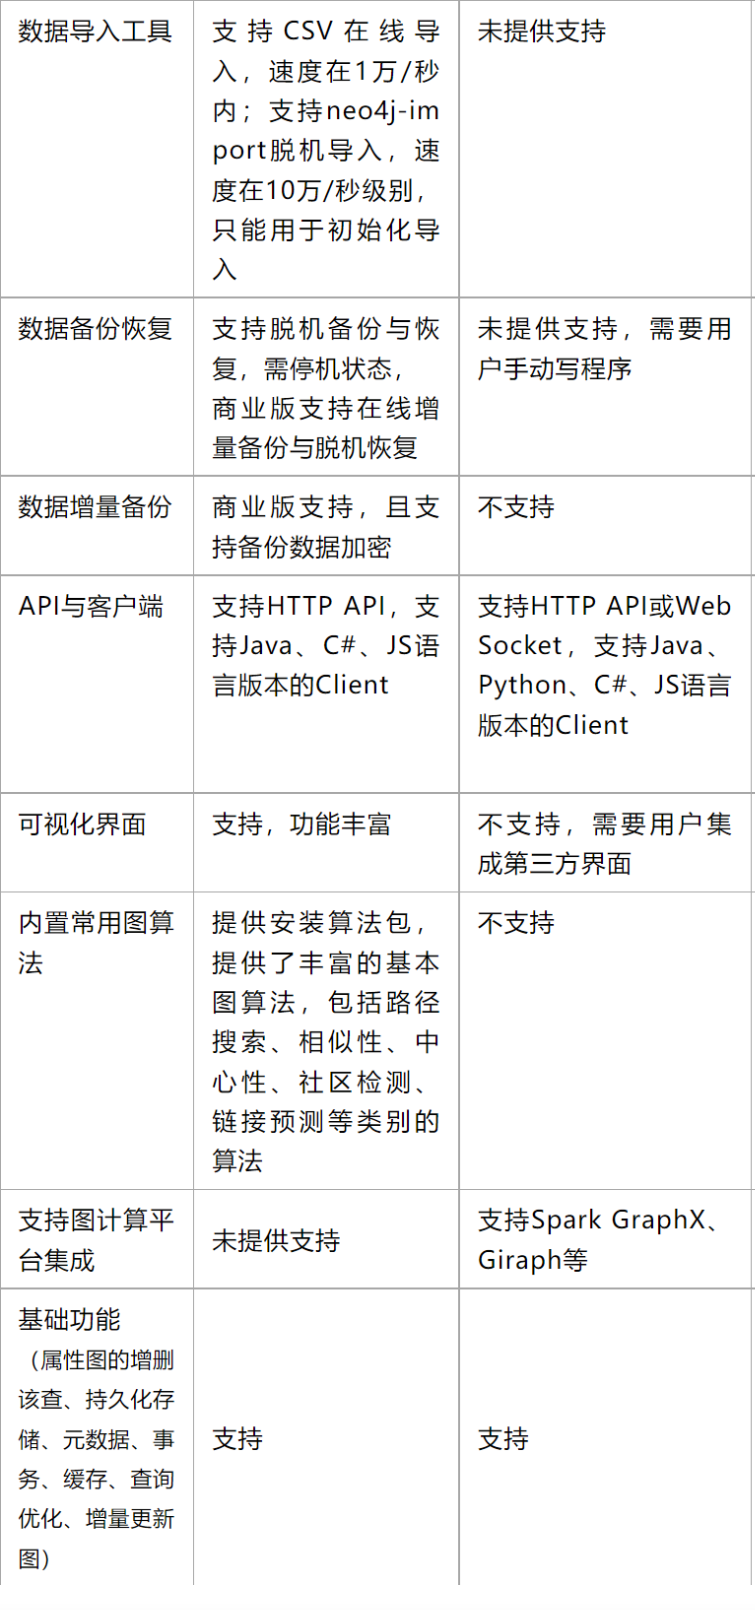 数据导入工具
支持CSV在线导
入，速度在1万/秒
内；支持neo4j-im
port脱机导入，速
度在10万/秒级别，
只能用于初始化导
入
未提供支持
数据备份恢复
支持脱机备份与恢
复，需停机状态，
商业版支持在线增
量备份与脱机恢复
未提供支持，需要用
户手动写程序
数据增量备份
商业版支持，且支
持备份数据加密
不支持
API与客户端
支持HTTP API，支
持Java、C#、JS语
言版本的Client
支持HTTP API或Web
Socket，支持Java、
Python、C#、JS语言
版本的Client
可视化界面
支持，功能丰富
不支持，需要用户集
成第三方界面
内置常用图算
法
提供安装算法包，
提供了丰富的基本
图算法，包括路径
搜索、相似性、中
心性、社区检测、
链接预测等类别的
算法
不支持
支持图计算平
台集成
未提供支持
支持Spark GraphX、
Giraph等
基础功能
（属性图的增删
该查、持久化存
储、元数据、事
务、缓存、查询
优化、增量更新
图）
支持
支持